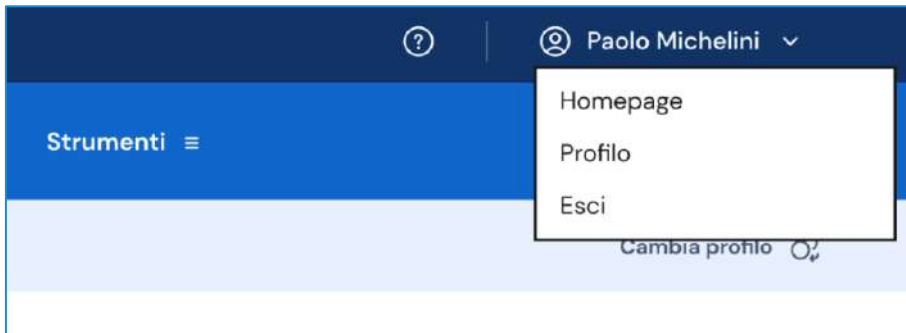 Paolo Michelini
Homepage
Strumenti
Profilo
Esci
Cambia profilo